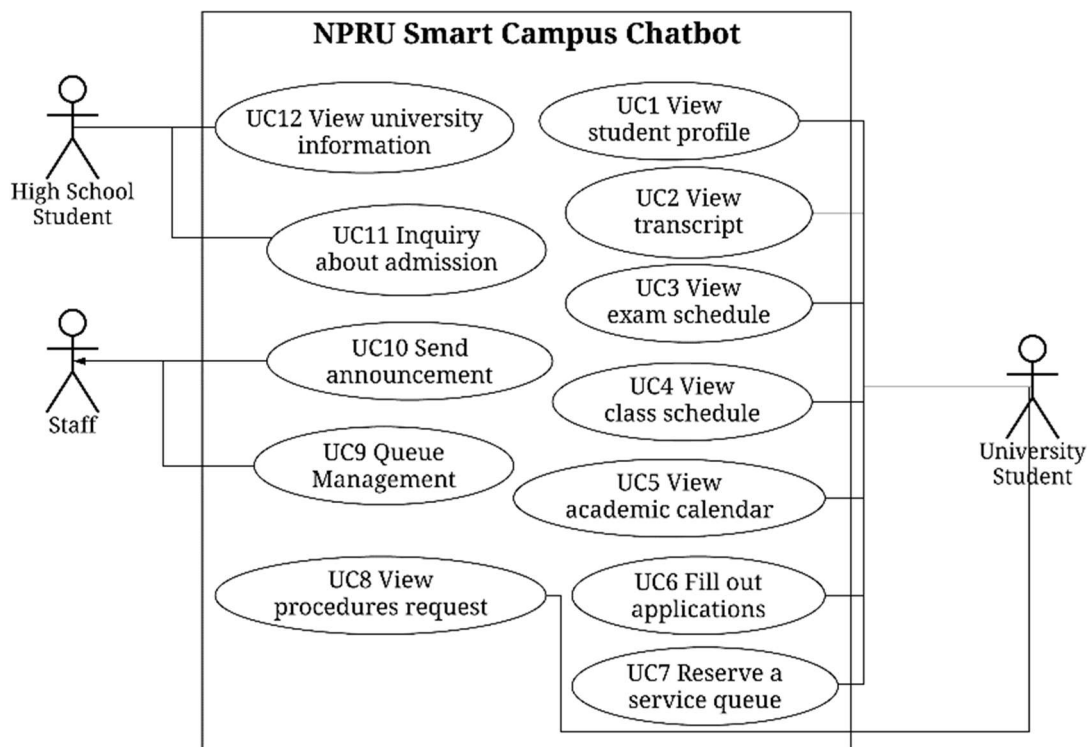 NPRU Smart Campus Chatbot
High School
Student
UC12 View university
information
UC11 Inquiry
about admission
Staff
UC10 Send
announcement
UC9 Queue
Management
UC8 View
procedures request
UC1 View
student profile
UC2 View
transcript
UC3 View
exam schedule
UC4 View
class schedule
UC5 View
academic calendar
UC6 Fill out
applications
UC7 Reserve a
service queue
University
Student